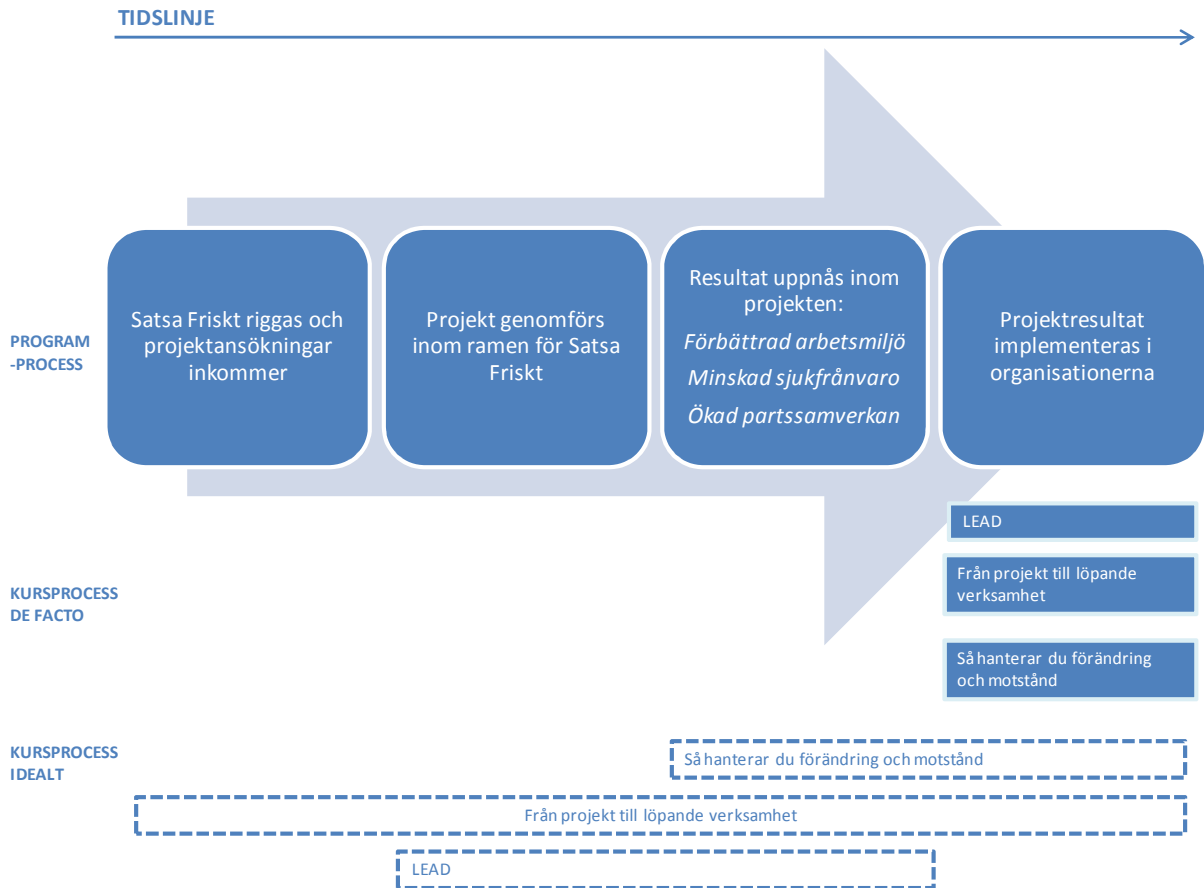 TIDSLINJE
PROGRAM
-PROCESS
Satsa Friskt riggas och
projektansökningar
inkommer
Projekt genomförs
inom ramen för Satsa
Friskt
Resultat uppnås inom
projekten:
Förbättrad arbetsmiljö
Minskad sjukfrånvaro
Ökad partssamverkan
Projektresultat
implementeras i
organisationerna
KURSPROCESS
DE FACTO
LEAD
Från projekt till löpande
verksamhet
Så hanterar du förändring
och motstånd
KURSPROCESS
IDEALT
Så hanterar du förändring och motstånd
Från projekt till löpande verksamhet
LEAD